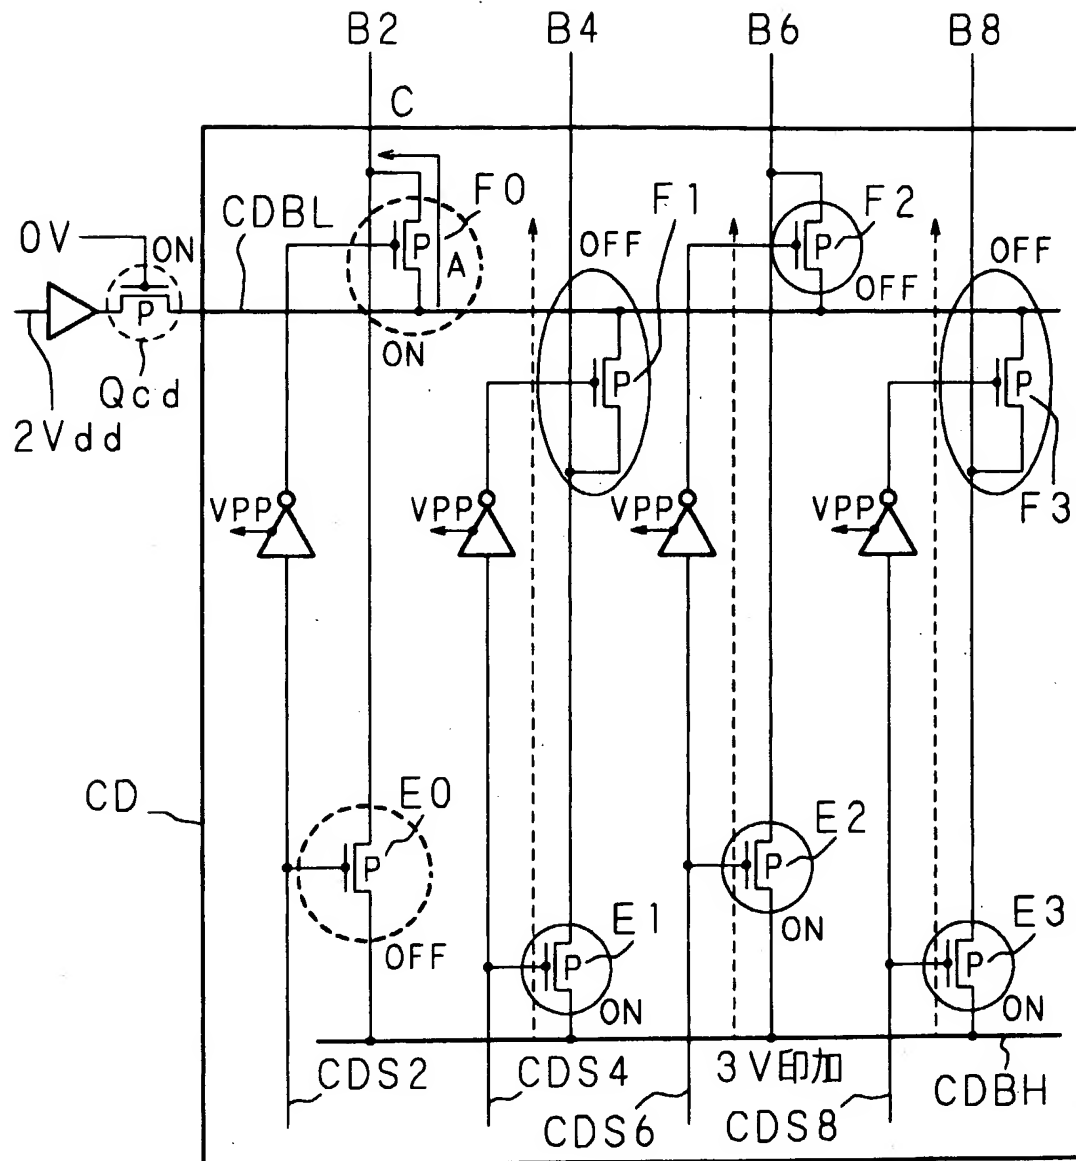 B2 B4 B6 B8
C
CDBL
F0
F1
F2
0V
ON
P
A
OFF
P
OFF
OFF
P
Qcd
ON
P
P
2Vdd
F3
VPP
VPP
VPP
VPP
CD
E0
P
OFF
E1
P
ON
E2
P
ON
E3
P
ON
CDS2
CDS4
3V印加
CDBH
CDS6
CDS8